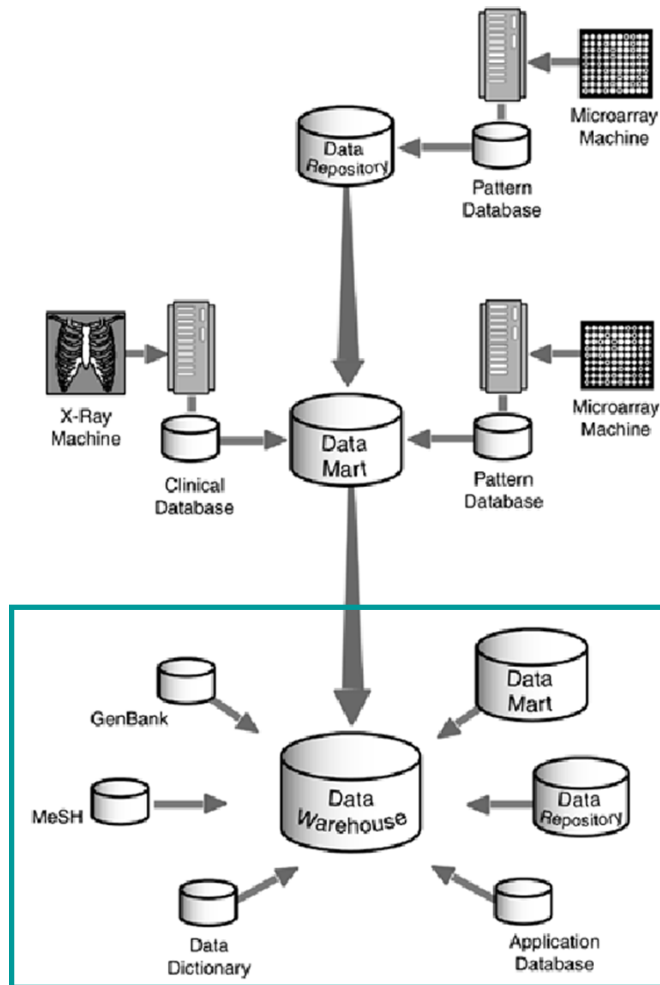 Microarray
Machine
Data
Repository
Pattern
Database
X-Ray
Machine
Clinical
Database
Data
Mart
Pattern
Database
Microarray
Machine
GenBank
Data
Mart
MeSH
Data
Warehouse
Data
Repository
Data
Dictionary
Application
Database